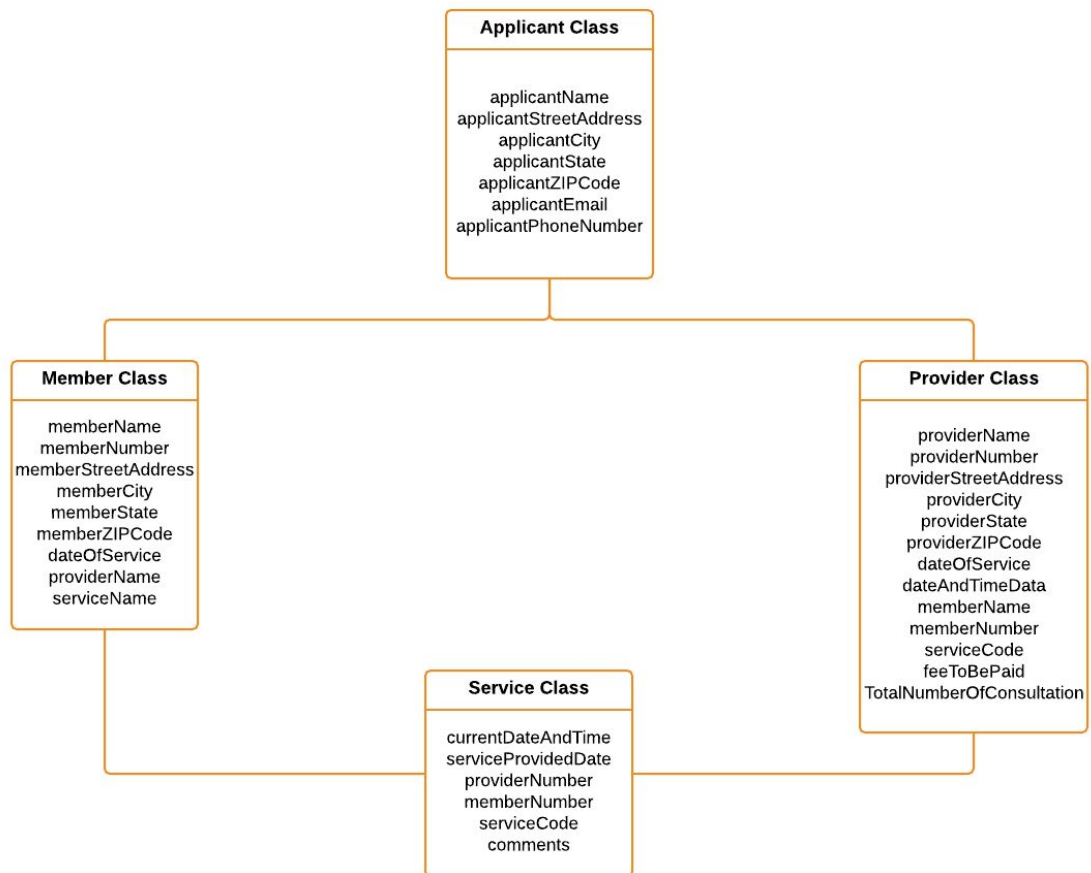 Applicant Class
applicantName
applicantStreetAddress
applicantCity
applicantState
applicantZIPCode
applicantEmail
applicantPhoneNumber
Member Class
memberName
memberNumber
memberStreetAddress
memberCity
memberState
memberZIPCode
dateOfService
providerName
serviceName
Provider Class
providerName
providerNumber
providerStreetAddress
providerCity
providerState
providerZIPCode
dateOfService
dateAndTimeData
memberName
memberNumber
serviceCode
feeToBePaid
TotalNumberOfConsultation
Service Class
currentDateAndTime
serviceProvidedDate
providerNumber
memberNumber
serviceCode
comments